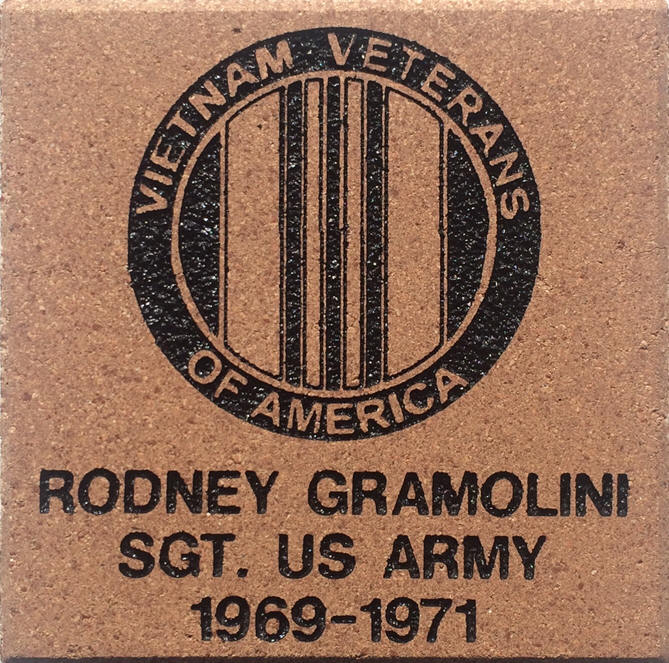 VIETNAM VETERANS
OF AMERICA
RODNEY GRAMOLINI
SGT. US ARMY
1969-1971